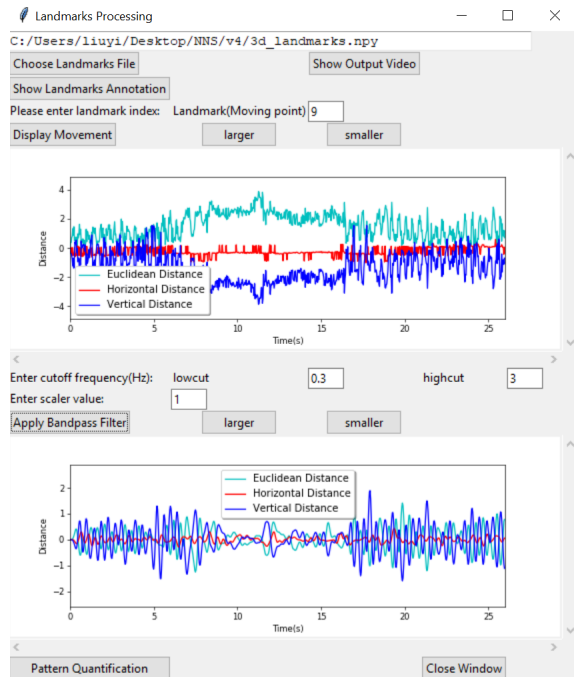 Landmarks Processing
C:/Users/liuyi/Desktop/NNS/v4/3d_landmarks.npy
Choose Landmarks File Show Output Video
Show Landmarks Annotation
Please enter landmark index: Landmark(Moving point) 9
Display Movement larger smaller
4
2
0
−2
−4
Distance
Euclidean Distance
Horizontal Distance
Vertical Distance
0 5 10 15 20 25
Time(s)
Enter cutoff frequency(Hz): lowcut 0.3 highcut 3
Enter scaler value: 1
Apply Bandpass Filter larger smaller
2
1
0
−1
−2
Distance
Euclidean Distance
Horizontal Distance
Vertical Distance
0 5 10 15 20 25
Time(s)
Pattern Quantification Close Window